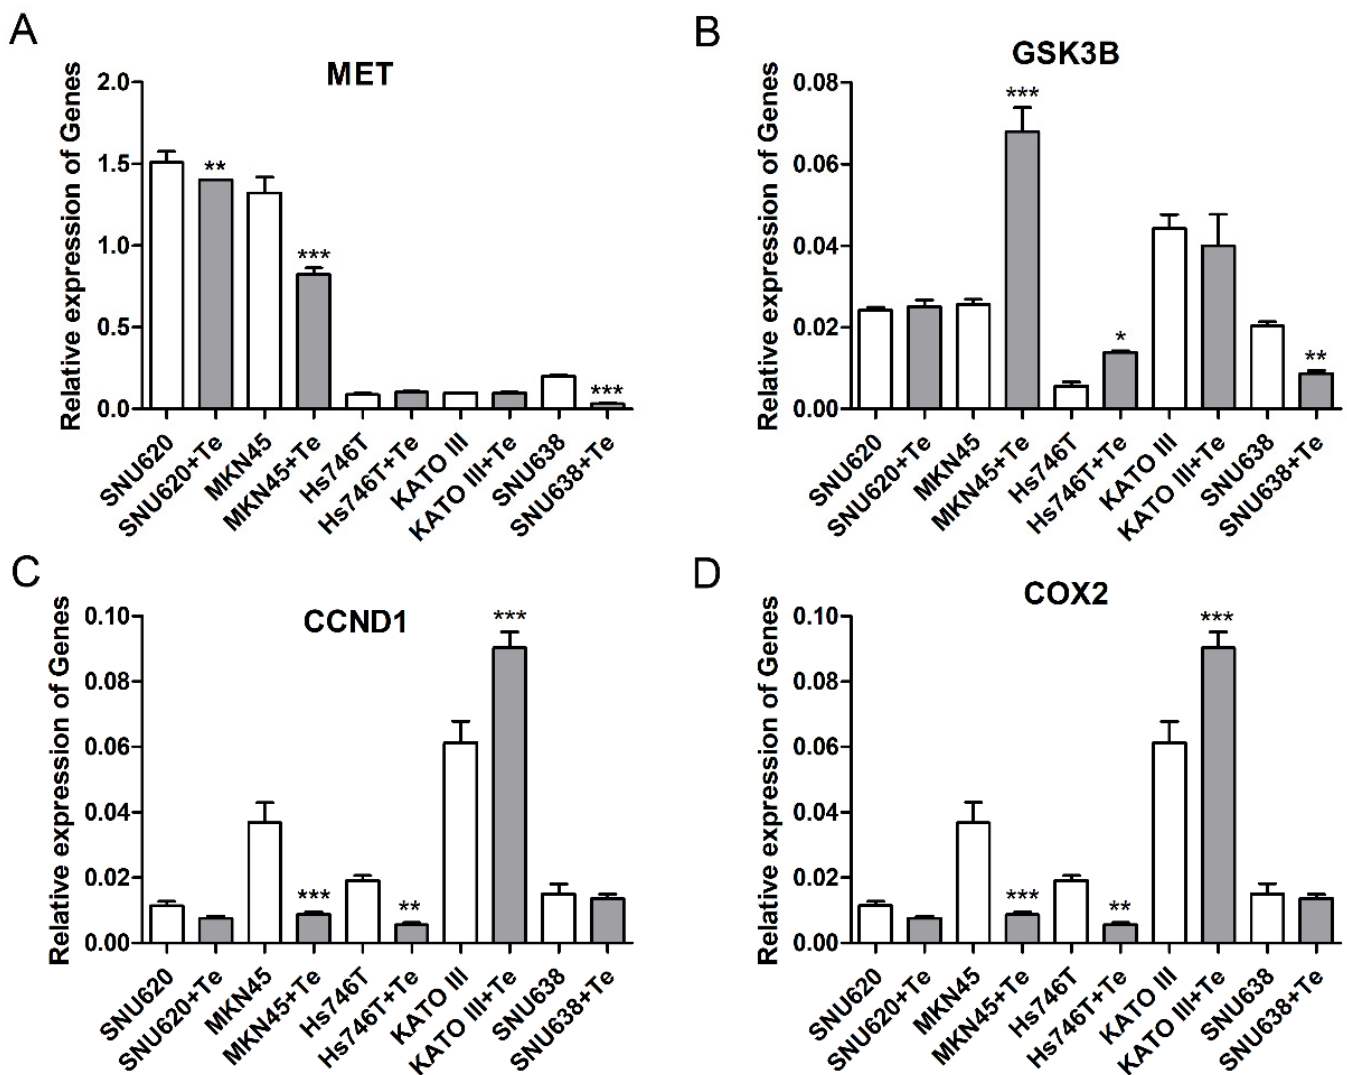 A
MET
Relative expression of Genes
2.0
1.5
1.0
0.5
0.0
**
***
***
SNU620
SNU620+Te
MKN45
MKN45+Te
Hs746T
Hs746T+Te
KATO III
KATO III+Te
SNU638
SNU638+Te
B
GSK3B
Relative expression of Genes
0.08
0.06
0.04
0.02
0.00
***
*
**
SNU620
SNU620+Te
MKN45
MKN45+Te
Hs746T
Hs746T+Te
KATO III
KATO III+Te
SNU638
SNU638+Te
C
CCND1
Relative expression of Genes
0.10
0.08
0.06
0.04
0.02
0.00
***
**
***
SNU620
SNU620+Te
MKN45
MKN45+Te
Hs746T
Hs746T+Te
KATO III
KATO III+Te
SNU638
SNU638+Te
D
COX2
Relative expression of Genes
0.10
0.08
0.06
0.04
0.02
0.00
***
**
***
SNU620
SNU620+Te
MKN45
MKN45+Te
Hs746T
Hs746T+Te
KATO III
KATO III+Te
SNU638
SNU638+Te